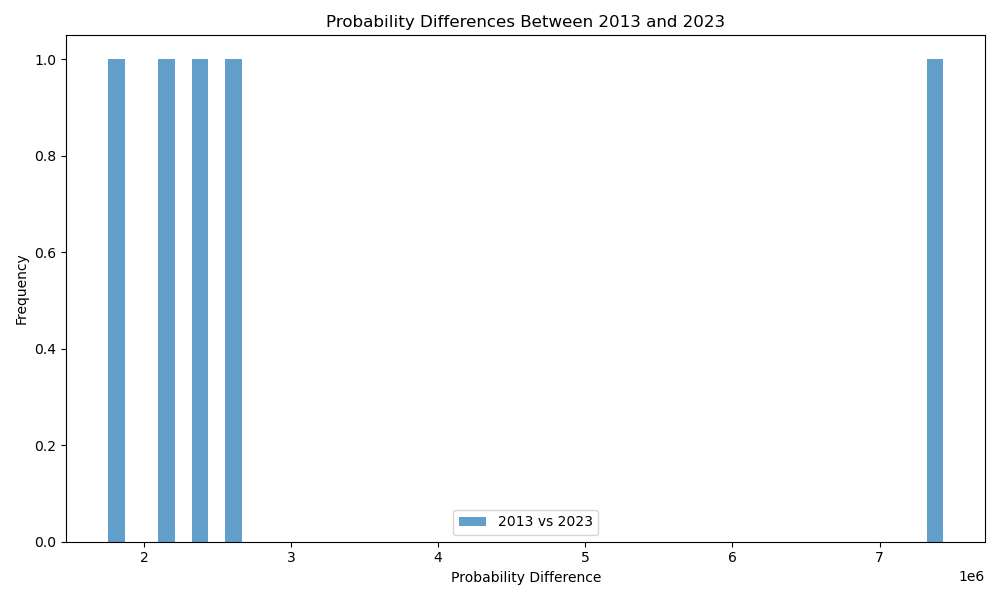 Probability Differences Between 2013 and 2023
Frequency
1.0
0.8
0.6
0.4
0.2
0.0
2013 vs 2023
2 3 4 5 6 7
1e6
Probability Difference